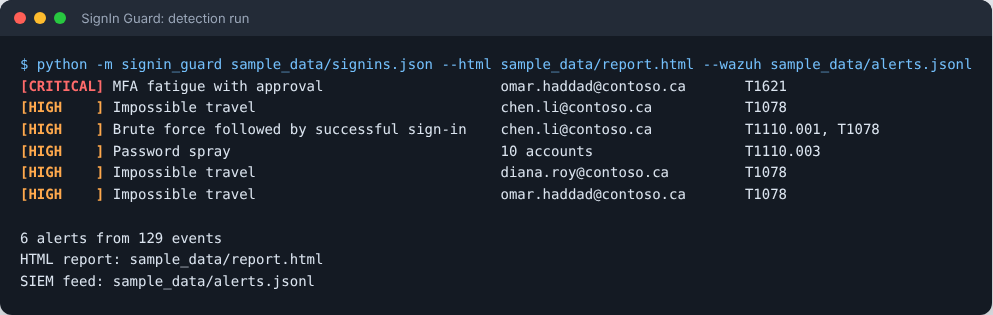 SignIn Guard: detection run
$ python -m signin_guard sample_data/signins.json --html sample_data/report.html --wazuh sample_data/alerts.jsonl
[CRITICAL] MFA fatigue with approval omar.haddad@contoso.ca T1621
[HIGH    ] Impossible travel chen.li@contoso.ca T1078
[HIGH    ] Brute force followed by successful sign-in chen.li@contoso.ca T1110.001, T1078
[HIGH    ] Password spray 10 accounts T1110.003
[HIGH    ] Impossible travel diana.roy@contoso.ca T1078
[HIGH    ] Impossible travel omar.haddad@contoso.ca T1078
6 alerts from 129 events
HTML report: sample_data/report.html
SIEM feed: sample_data/alerts.jsonl